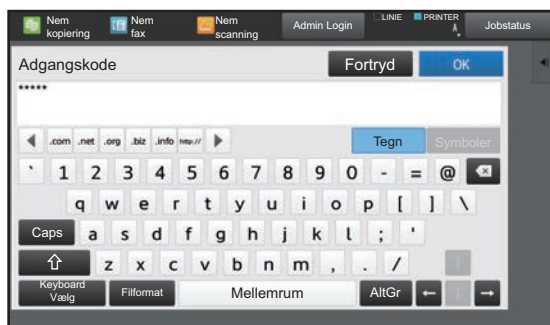 Nem kopiering
Nem fax
Nem scanning
Admin Login
LINIE
PRINTER
Jobstatus
Adgangskode
Fortryd
OK
*****
.com .net .org .biz .info http://
Tegn
Symboler
` 1 2 3 4 5 6 7 8 9 0 - = @
q w e r t y u i o p [ ] \
Caps a s d f g h j k l ; '
z x c v b n m , . /
Keyboard Vælg
Filformat
Mellemrum
AltGr ← ↓ →